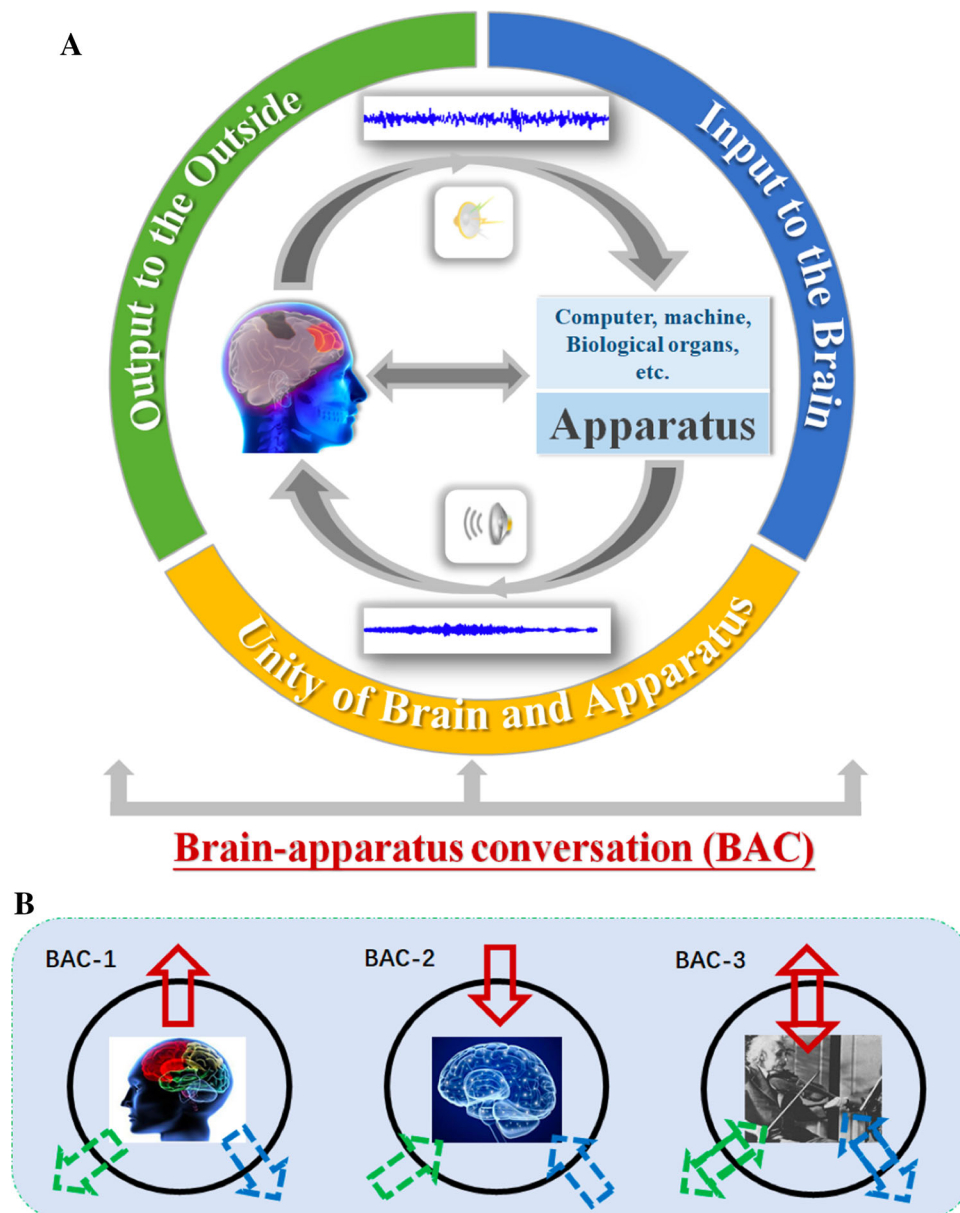 A
Output to the Outside
Input to the Brain
Computer, machine,
Biological organs,
etc.
Apparatus
Unity of Brain and Apparatus
Brain-apparatus conversation (BAC)
B
BAC-1
BAC-2
BAC-3